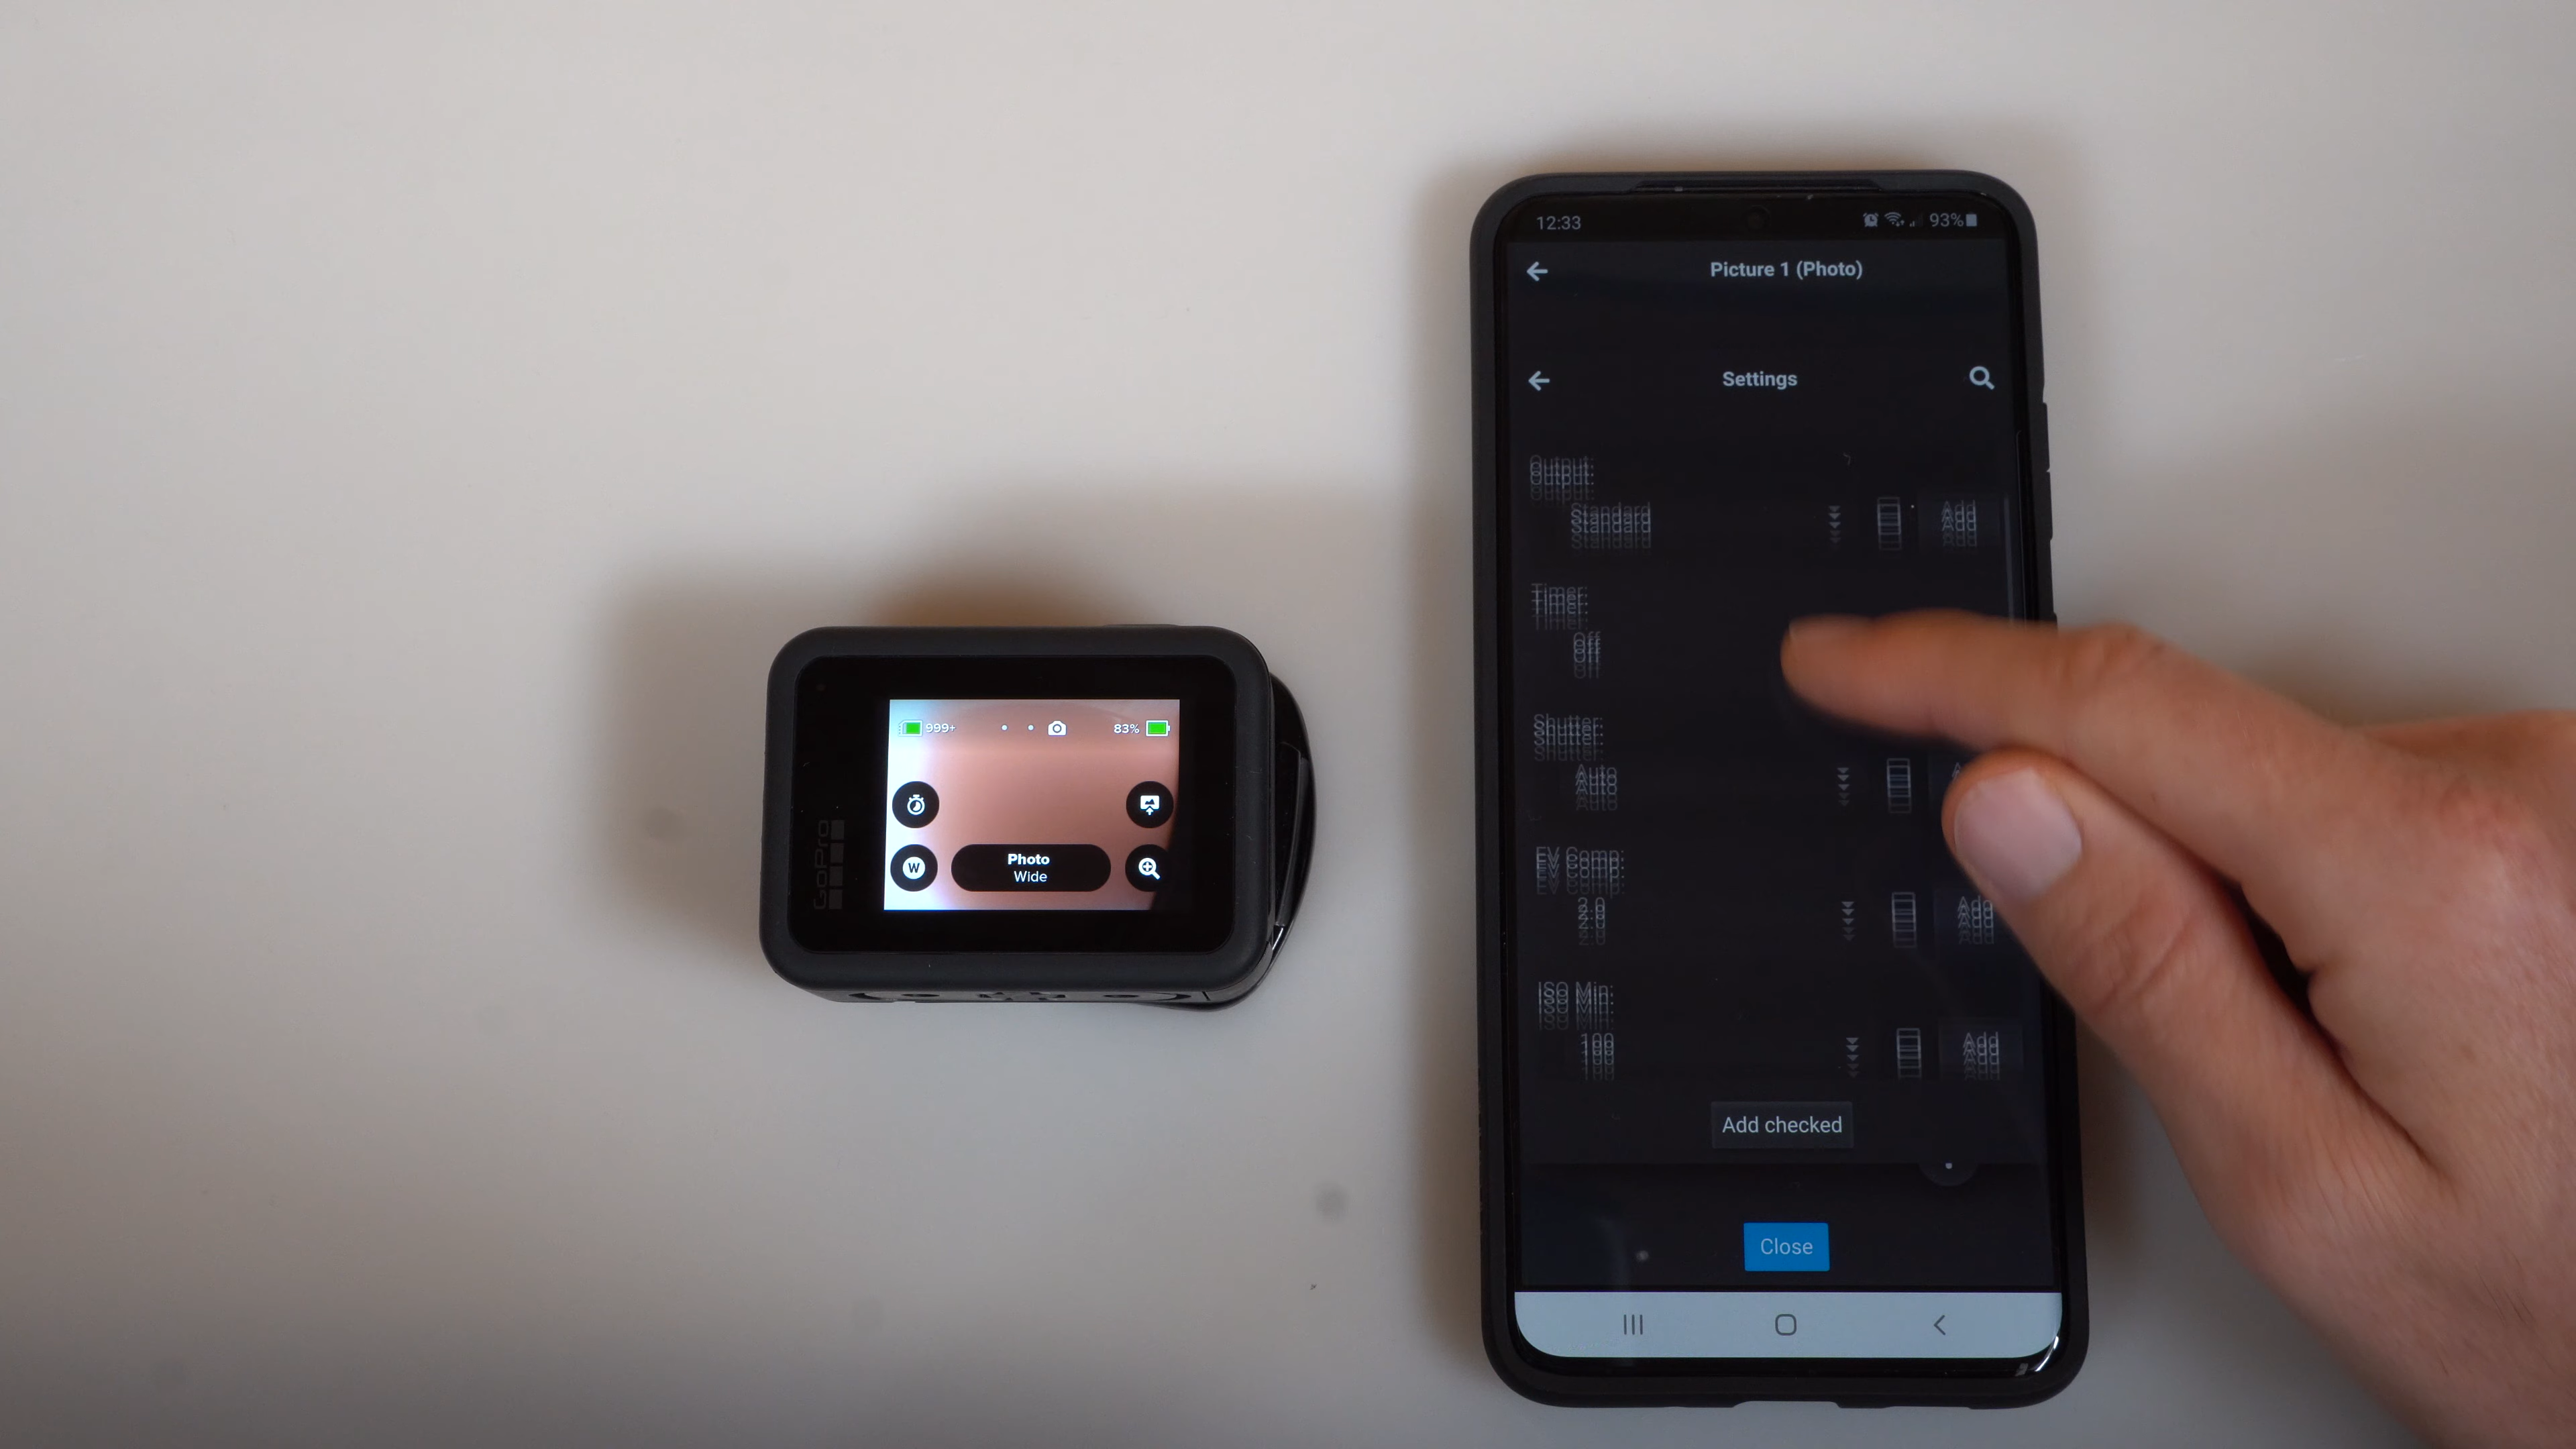 12:33
93%
Picture 1 (Photo)
Settings
Output:
Standard
Add
Timer:
Off
Shutter:
Auto
EV Comp:
2.0
Add
ISO Min:
100
Add
Add checked
Close
999+
83%
W
Photo
Wide
GoPro